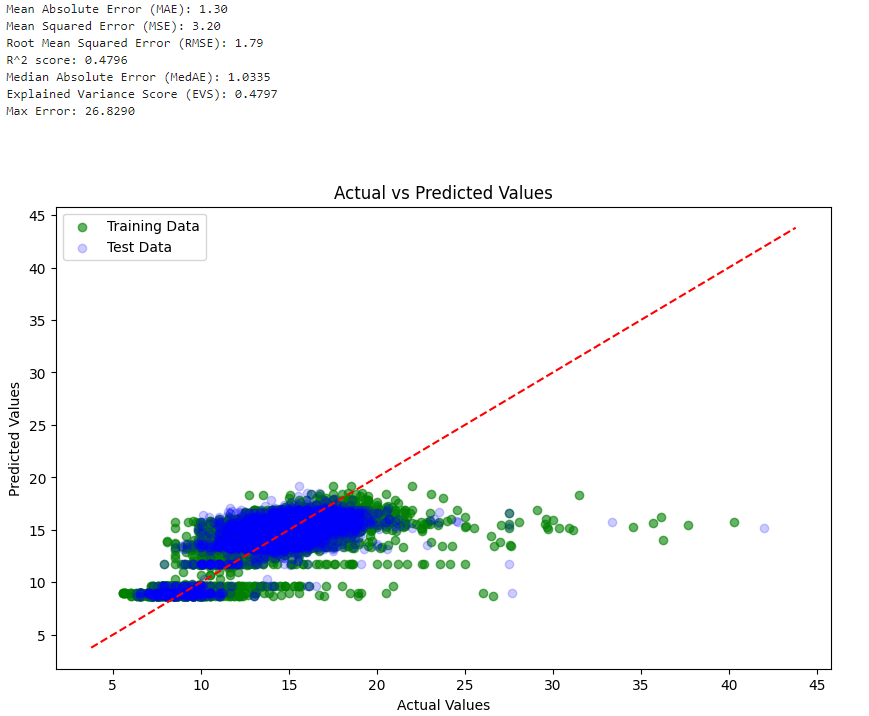 Mean Absolute Error (MAE): 1.30
Mean Squared Error (MSE): 3.20
Root Mean Squared Error (RMSE): 1.79
R^2 score: 0.4796
Median Absolute Error (MedAE): 1.0335
Explained Variance Score (EVS): 0.4797
Max Error: 26.8290
Actual vs Predicted Values
Training Data
Test Data
Predicted Values
45
40
35
30
25
20
15
10
5
5 10 15 20 25 30 35 40 45
Actual Values